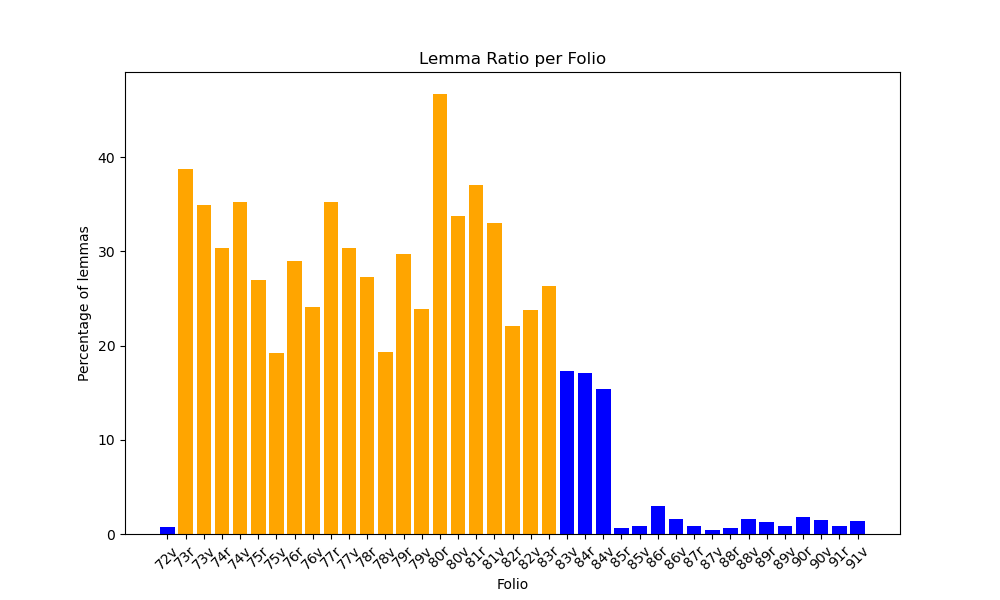 Lemma Ratio per Folio
Percentage of lemmas
40
30
20
10
0
72v 73r 73v 74r 74v 75r 75v 76r 76v 77r 77v 78r 78v 79r 79v 80r 80v 81r 81v 82r 82v 83r 83v 84r 84v 85r 85v 86r 86v 87r 87v 88r 88v 89r 89v 90r 90v 91r 91v
Folio